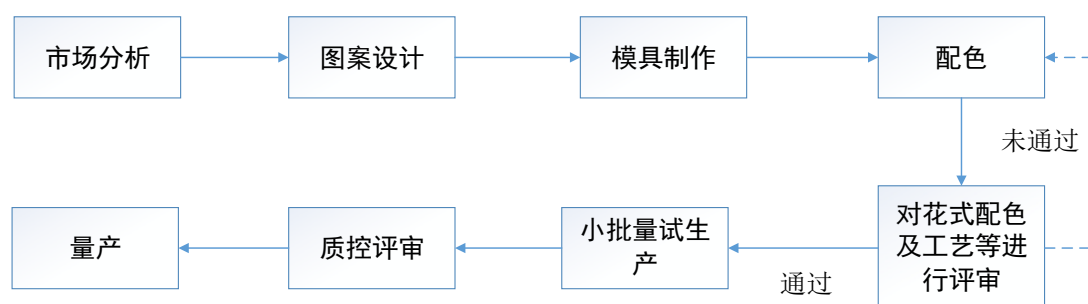 市场分析
图案设计
模具制作
配色
未通过
量产
质控评审
小批量试生
产
对花式配色
及工艺等进
行评审
通过